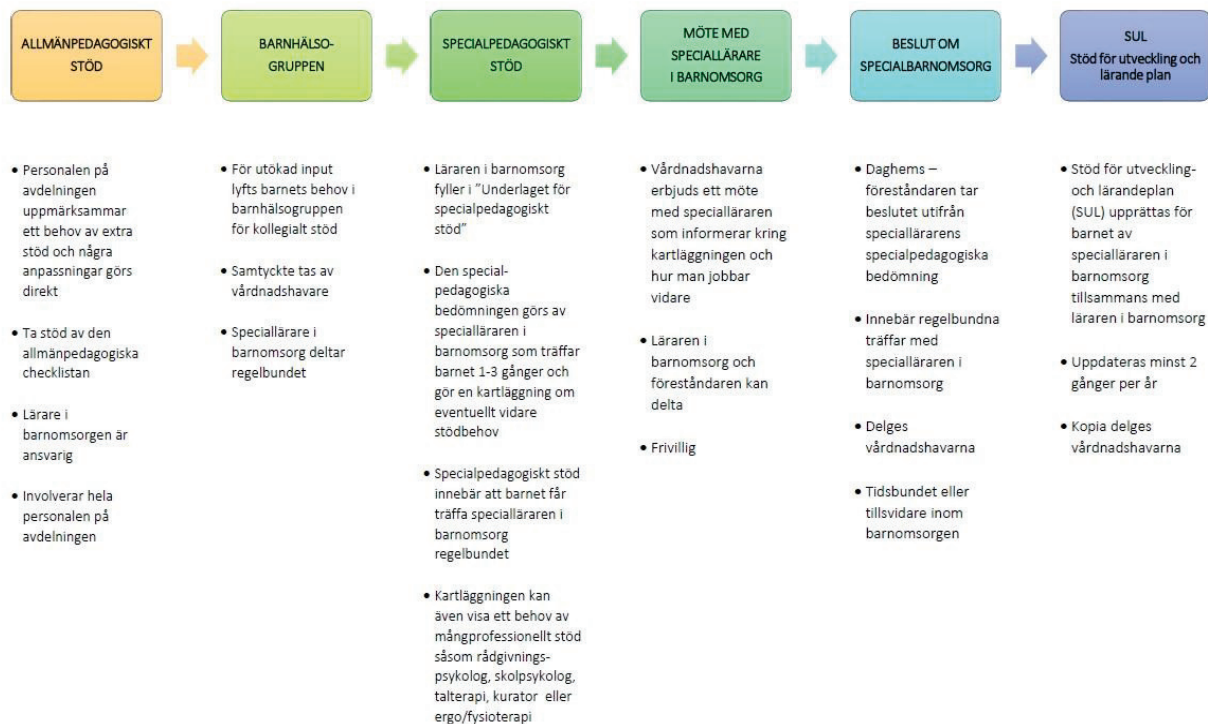 ALLMÄNPEDAGOGISKT
STÖD
BARNHÄLSO-
GRUPPEN
SPECIALPEDAGOGISKT
STÖD
MÖTE MED
SPECIALLÄRARE
I BARNOMSORG
BESLUT OM
SPECIALBARNOMSORG
SUL
Stöd för utveckling och
lärande plan
• Personalen på
avdelningen
uppmärksammar
ett behov av extra
stöd och några
anpassningar görs
direkt
• Ta stöd av den
allmänpedagogiska
checklistan
• Lärare i
barnomsorgen är
ansvarig
• Involverar hela
personalen på
avdelningen
• För utökad input
lyfts barnets behov i
barnhälsogruppen
för kollegialt stöd
• Samtyckte tas av
vårdnadshavare
• Speciallärare i
barnomsorg deltar
regelbundet
• Läraren i barnomsorg
fyller i ”Underlaget för
specialpedagogiskt
stöd”
• Den special-
pedagogiska
bedömningen görs av
specialläraren i
barnomsorg som träffar
barnet 1-3 gånger och
gör en kartläggning om
eventuellt vidare
stödbehov
• Specialpedagogiskt stöd
innebär att barnet får
träffa specialläraren i
barnomsorg
regelbundet
• Kartläggningen kan
även visa ett behov av
mångprofessionellt stöd
såsom rådgivnings-
psykolog, skolpsykolog,
talterapi, kurator eller
ergo/fysioterapi
• Vårdnadshavarna
erbjuds ett möte
med specialläraren
som informerar kring
kartläggningen och
hur man jobbar
vidare
• Läraren i
barnomsorg och
föreståndaren kan
delta
• Frivillig
• Daghems –
föreståndaren tar
beslutet utifrån
speciallärarens
specialpedagogiska
bedömning
• Innebär regelbundna
träffar med
specialläraren i
barnomsorg
• Delges
vårdnadshavarna
• Tidsbundet eller
tillsvidare inom
barnomsorgen
• Stöd för utveckling-
och lärandeplan
(SUL) upprättas för
barnet av
specialläraren i
barnomsorg
tillsammans med
läraren i barnomsorg
• Uppdateras minst 2
gånger per år
• Kopia delges
vårdnadshavarna